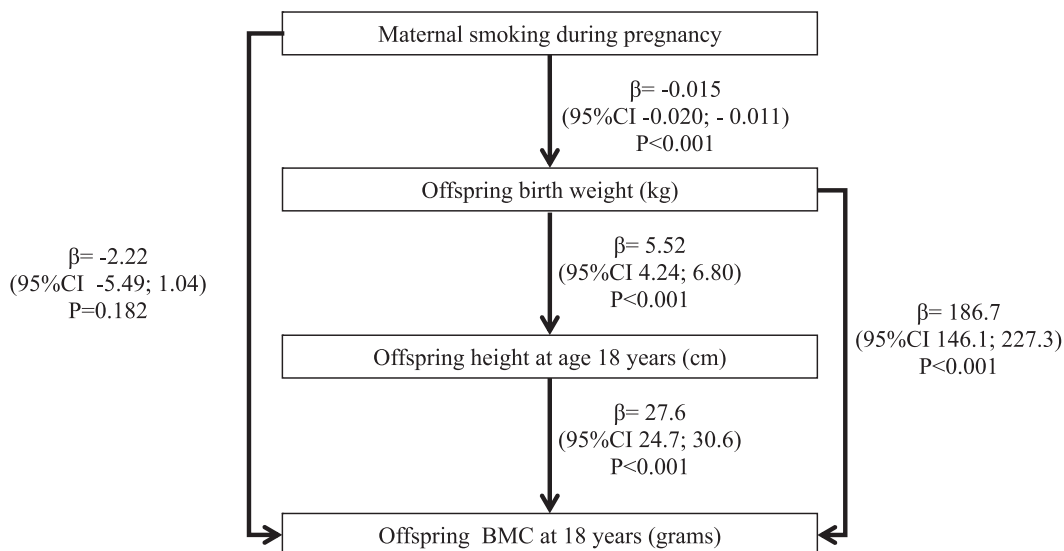 Maternal smoking during pregnancy
β= -0.015
(95%CI -0.020; - 0.011)
P<0.001
Offspring birth weight (kg)
β= -2.22
(95%CI -5.49; 1.04)
P=0.182
β= 5.52
(95%CI 4.24; 6.80)
P<0.001
β= 186.7
(95%CI 146.1; 227.3)
P<0.001
Offspring height at age 18 years (cm)
β= 27.6
(95%CI 24.7; 30.6)
P<0.001
Offspring BMC at 18 years (grams)